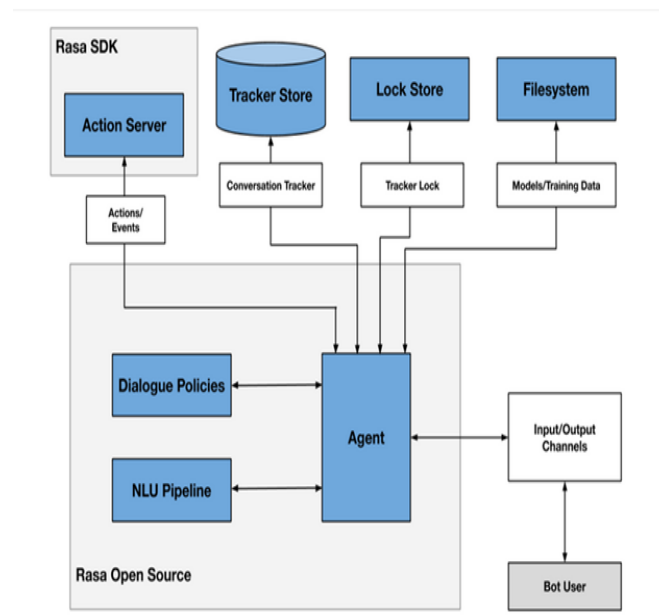 Rasa SDK
Action Server
Tracker Store
Lock Store
Filesystem
Conversation Tracker
Tracker Lock
Models/Training Data
Actions/
Events
Dialogue Policies
Agent
NLU Pipeline
Input/Output
Channels
Rasa Open Source
Bot User